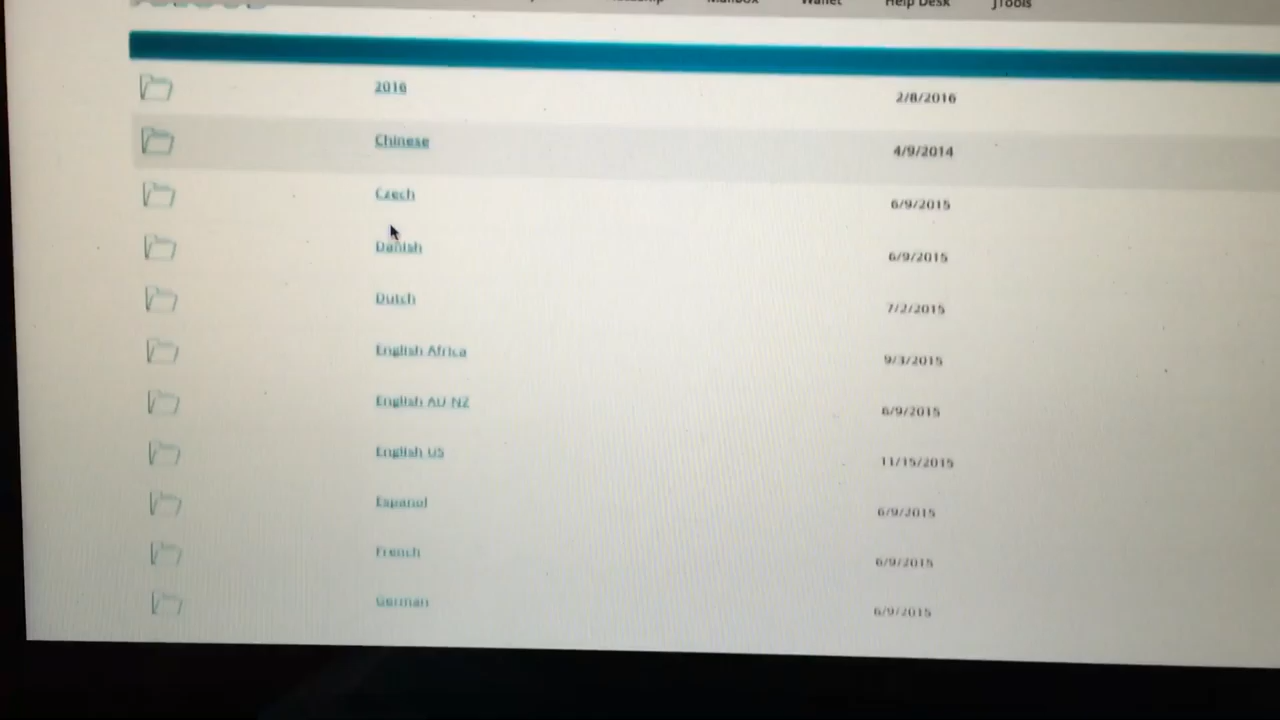 Mailbox Wallet Help Desk JTools
2016 2/8/2016
Chinese 4/9/2014
Czech 6/9/2015
Danish 6/9/2015
Dutch 7/2/2015
English Africa 9/3/2015
English AU NZ 6/9/2015
English US 11/15/2015
Espanol 6/9/2015
French 6/9/2015
German 6/9/2015